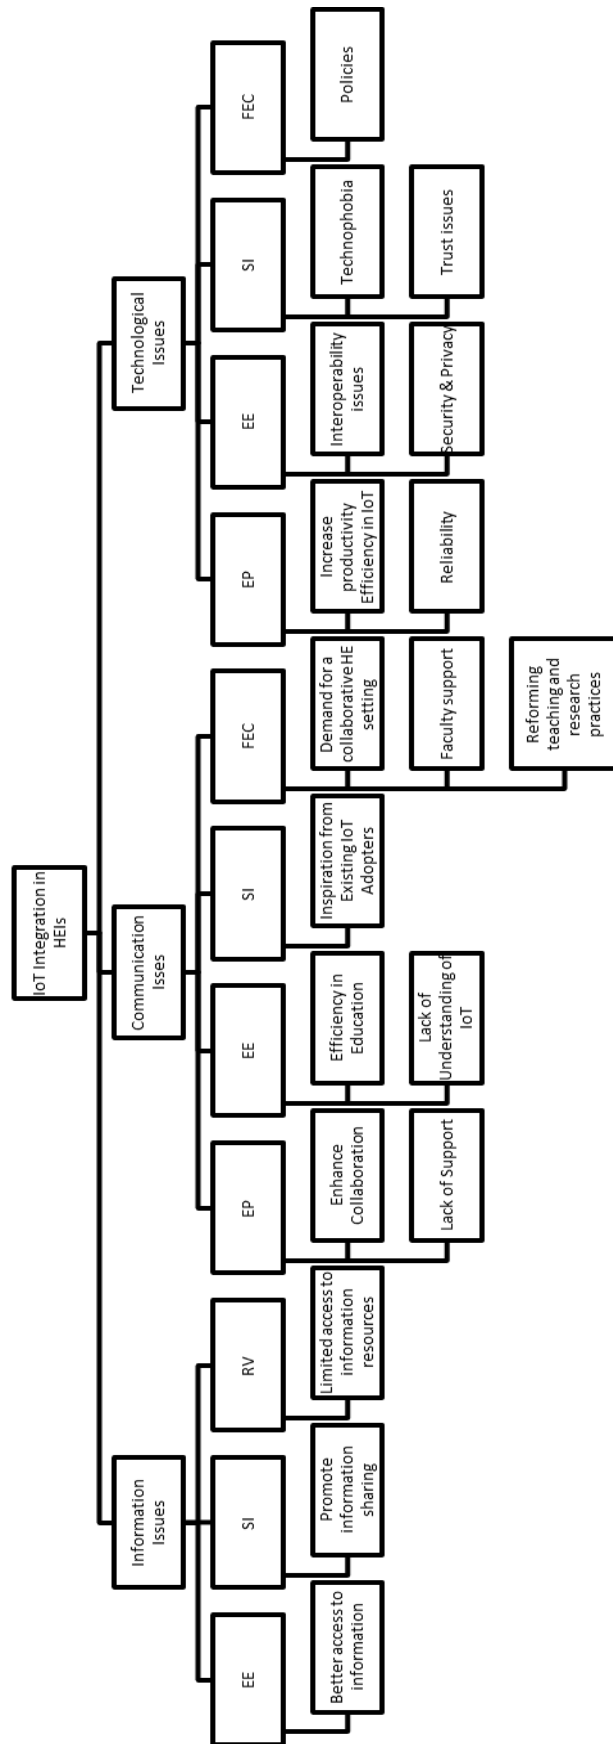 IoT Integration in
HEIs
Information
Issues
Communication
Isses
Technological
Issues
EE
SI
RV
EP
EE
SI
FEC
EP
EE
SI
FEC
Better access to
information
Promote
information
sharing
Limited access to
information
resources
Enhance
Collaboration
Lack of Support
Efficiency in
Education
Lack of
Understanding of
IoT
Inspiration from
Existing IoT
Adopters
Demand for a
collaborative HE
setting
Faculty support
Reforming
teaching and
research
practices
Increase
productivity
Efficiency in IoT
Reliability
Interoperability
issues
Security & Privacy
Technophobia
Trust issues
Policies